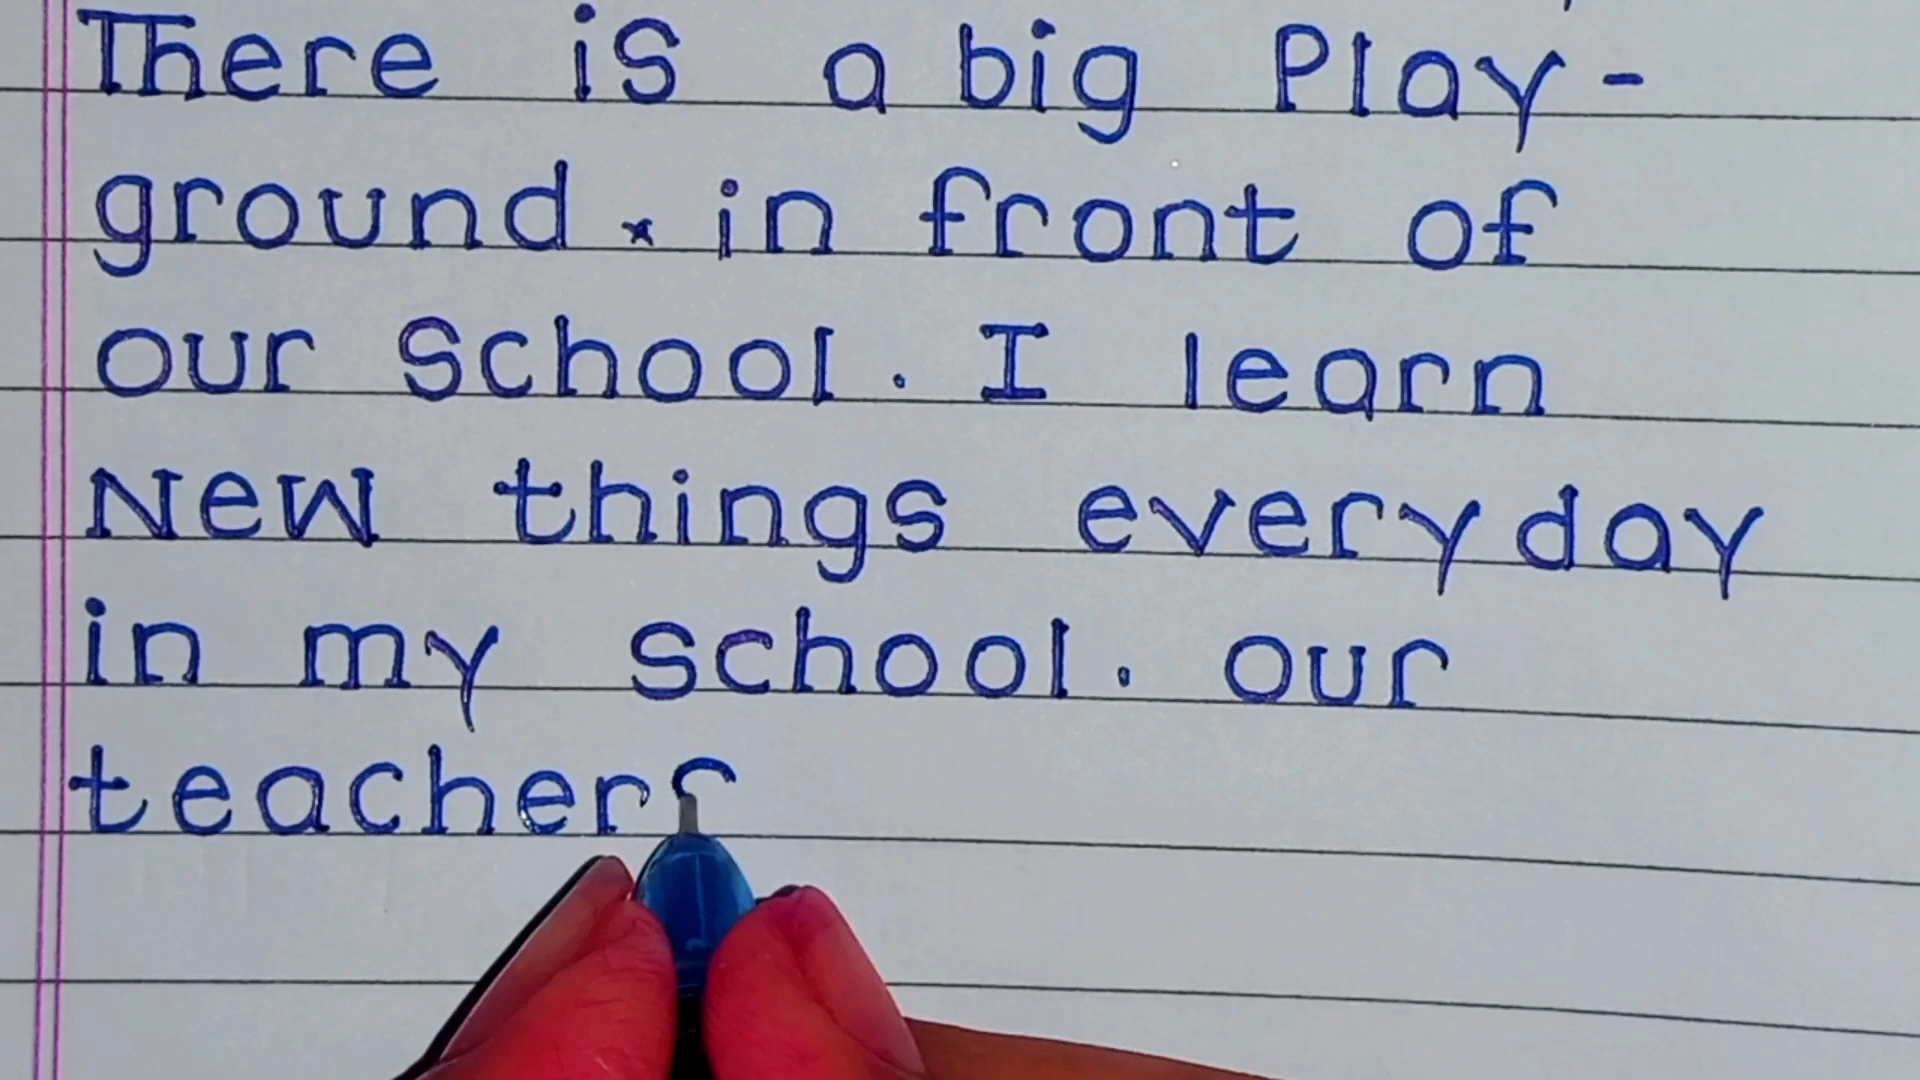 There is a big Play-
ground . in front of
our school. I learn
New things everyday
in my school. our
teachers